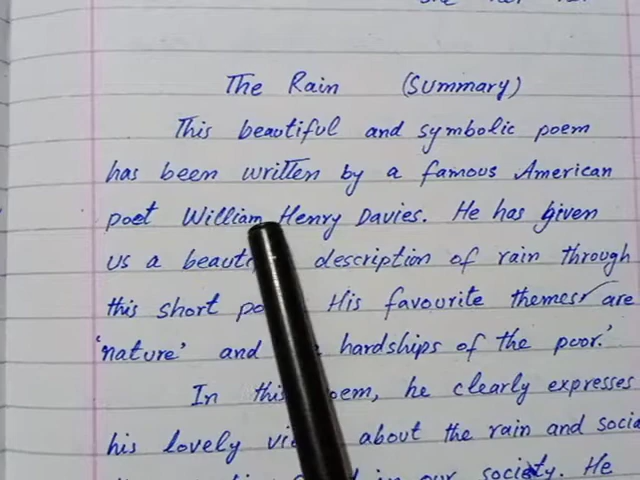 The Rain (Summary)
This beautiful and symbolic poem
has been written by a famous American
poet William Henry Davies. He has given
us a description of rain through
this short His favourite themes are
'nature' and hardships of the poor.'
In this he clearly expresses
his lovely about the rain and
in our society. He